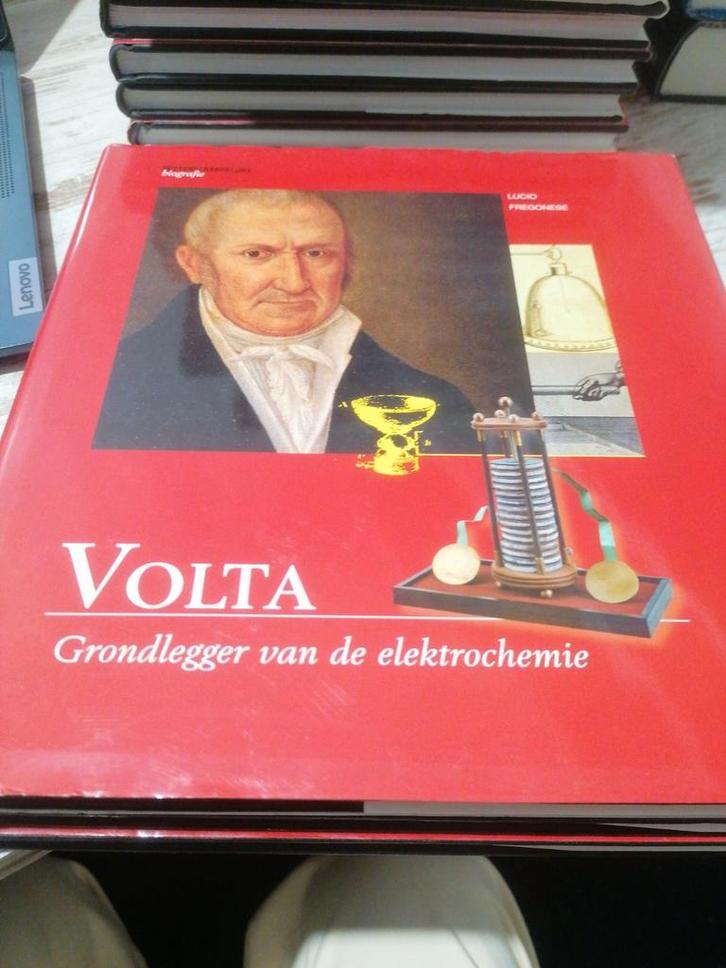 biografie
LUCIO
FREGONESE
VOLTA
Grondlegger van de elektrochemie
Lenovo